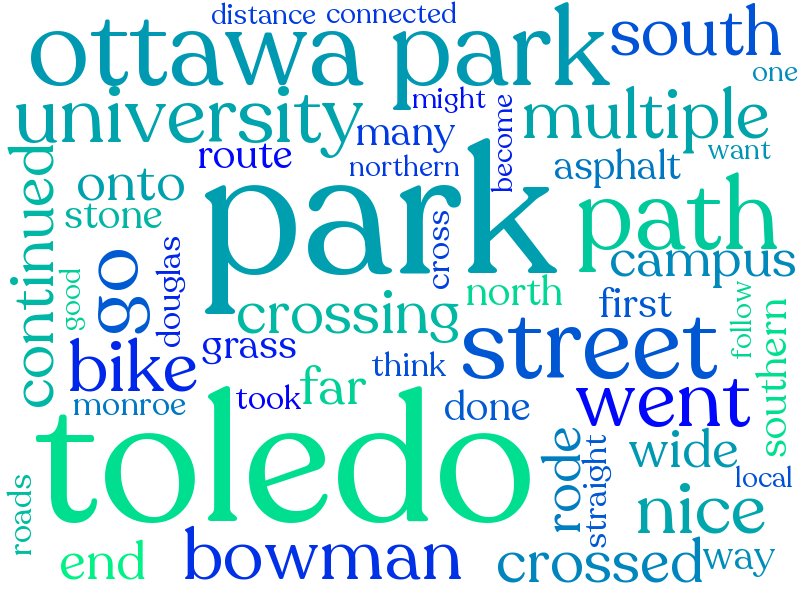 distance connected
ottawa park south
one
university might multiple
many
become
route northern asphalt want
onto
continued
stone park path
cross
campus
go douglas
good
north
crossing first
follow
southern
grass street
bike think
far
monroe took done went
toledo
rode
straight
wide
local
roads
nice
end bowman crossed way